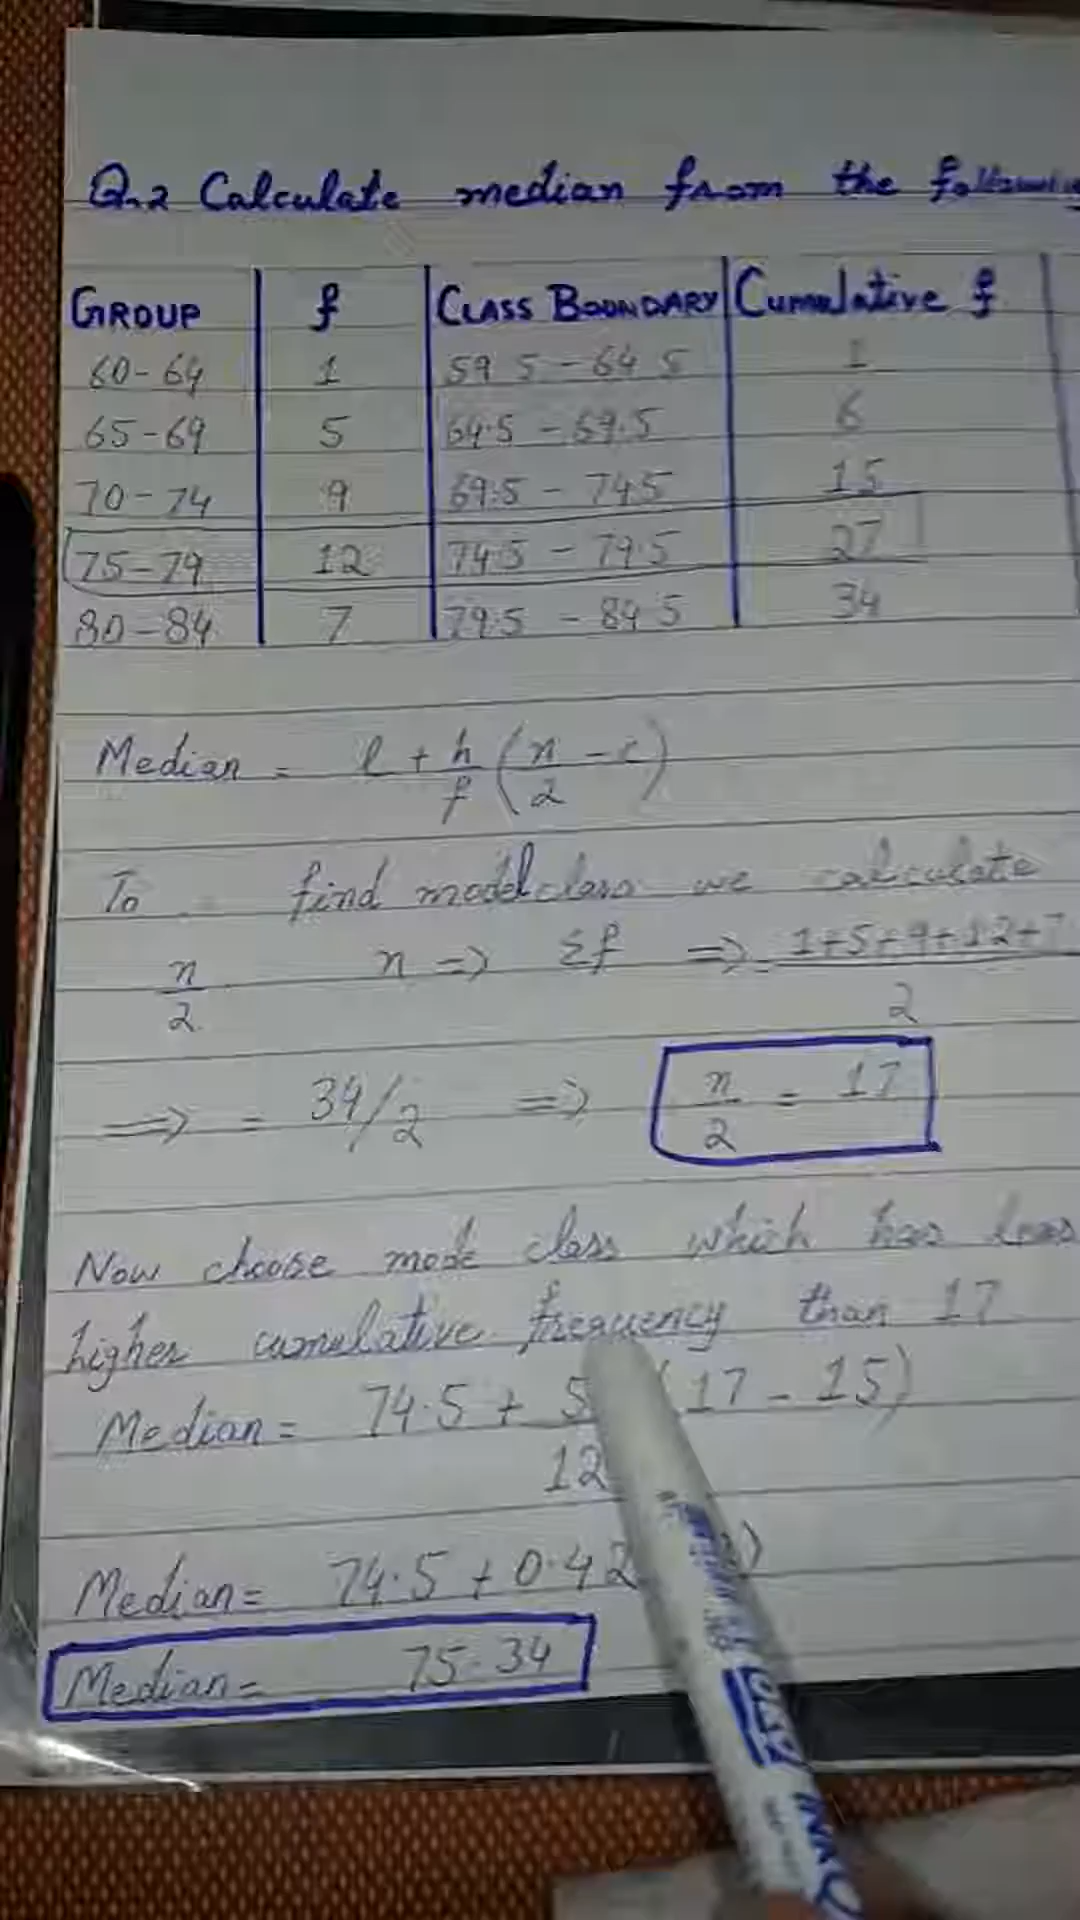 Q.2 Calculate median from the following
GROUP f CLASS BOUNDARY Cumulative f
60-64 1 59.5-64.5 1
65-69 5 64.5-69.5 6
70-74 9 69.5-74.5 15
75-79 12 74.5-79.5 27
80-84 7 79.5-84.5 34
Median = l + h/f (n/2 - c)
To find model class we calculate
n/2 n => Σf => 1+5+9+12+7/2
=> = 34/2 => n/2 = 17
Now choose mode class which has
higher cumulative frequency than 17
Median = 74.5 + 5/12 (17 - 15)
Median = 74.5 + 0.42 )
Median = 75.34